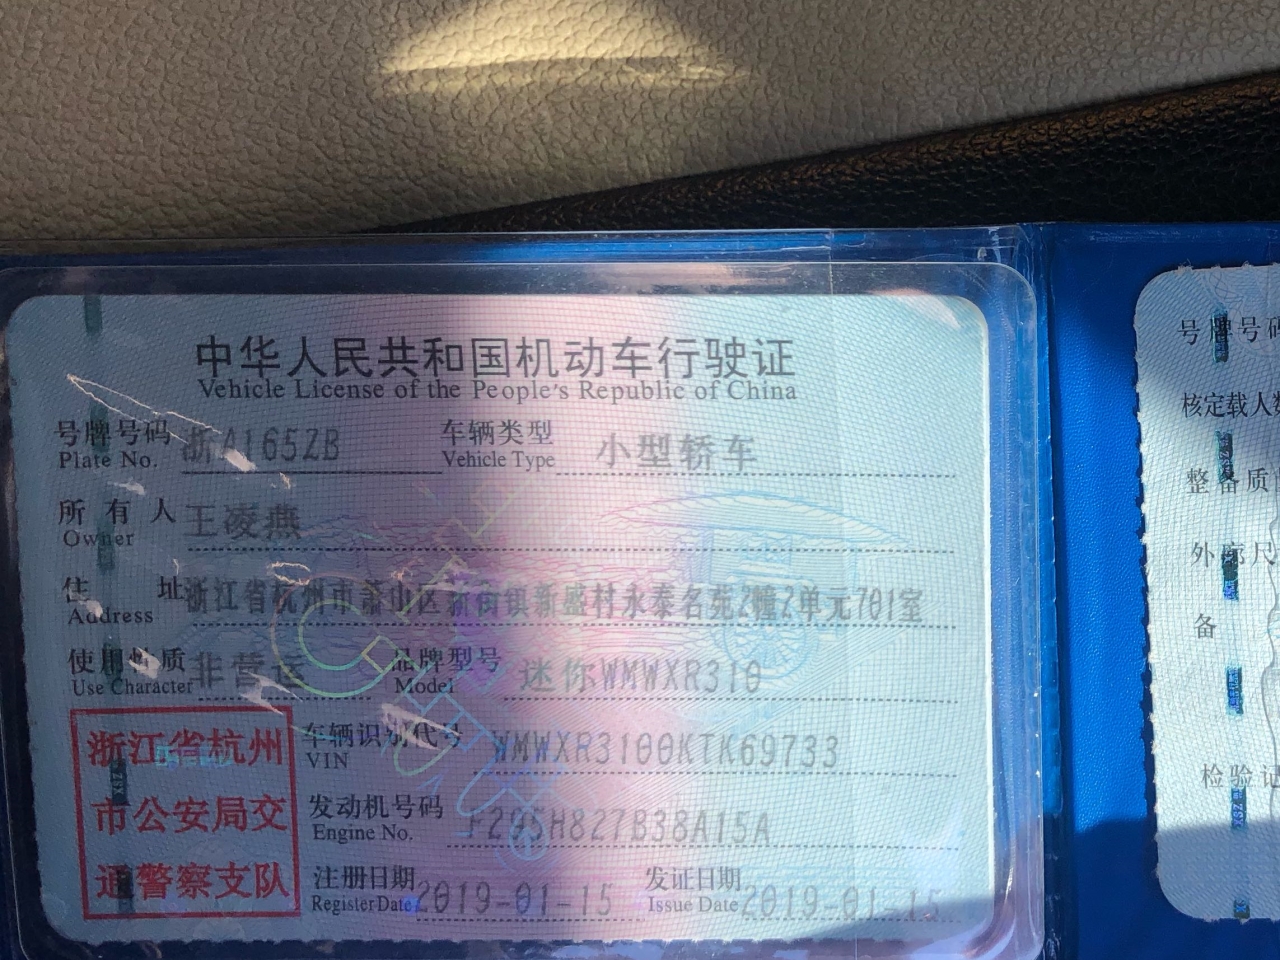 中华人民共和国机动车行驶证
Vehicle License of the People's Republic of China
号牌号码 浙A165ZB 车辆类型 小型轿车
Plate No. Vehicle Type
所有人 王凌燕
Owner
住址 浙江省杭州市萧山区新街镇新盛村永泰名苑2幢2单元701室
Address
使用性质 非营运 品牌型号 迷你WMWXR310
Use Character Model
浙江省杭州
市公安局交
通警察支队
车辆识别代号 WMWXR3100KTK69733
VIN
发动机号码 F295H827B38A15A
Engine No.
注册日期 2019-01-15 发证日期 2019-01-15
Register Date Issue Date
号牌号码
核定载人数
整备质
外廓尺
备
检验记